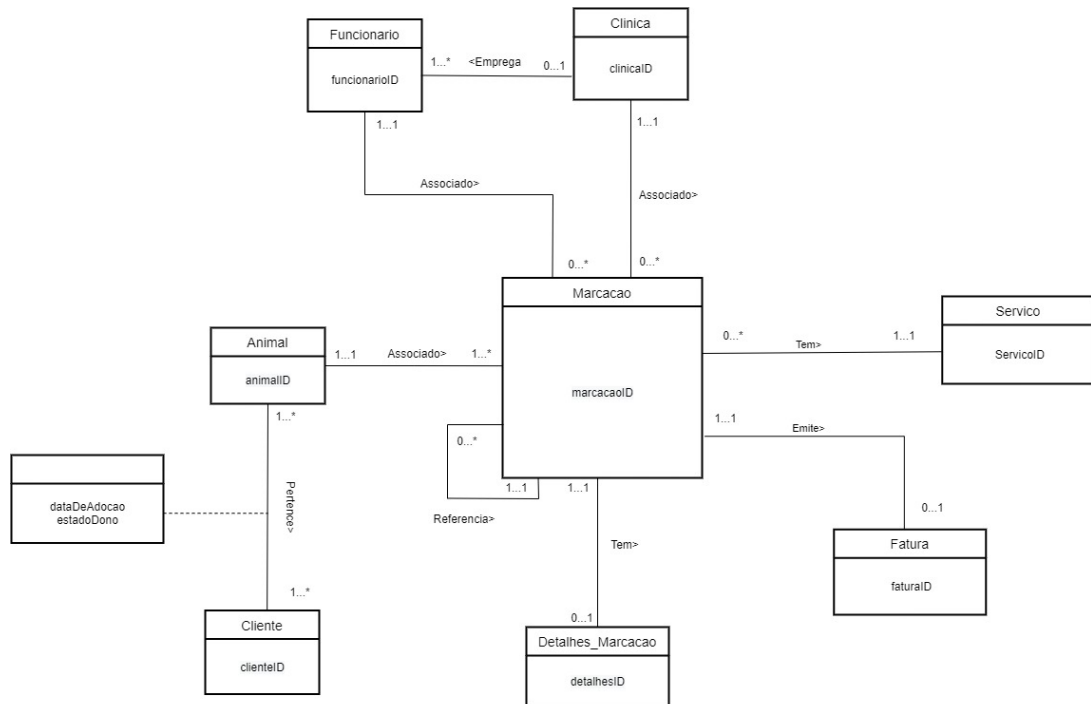 Clinica
Funcionario
clinicaID
funcionarioID
1...*
<Emprega
0...1
1...1
1...1
Associado>
Associado>
0...*
0...*
Marcacao
marcacaoID
Servico
ServicoID
0...*
1...1
Tem>
Animal
animalID
1...1
Associado>
1...*
1...*
1...1
Emite>
0...*
dataDeAdocao
estadoDono
Pertence>
1...1
1...1
Referencia>
0...1
Tem>
Fatura
faturaID
1...*
Cliente
clienteID
0...1
Detalhes_Marcacao
detalhesID